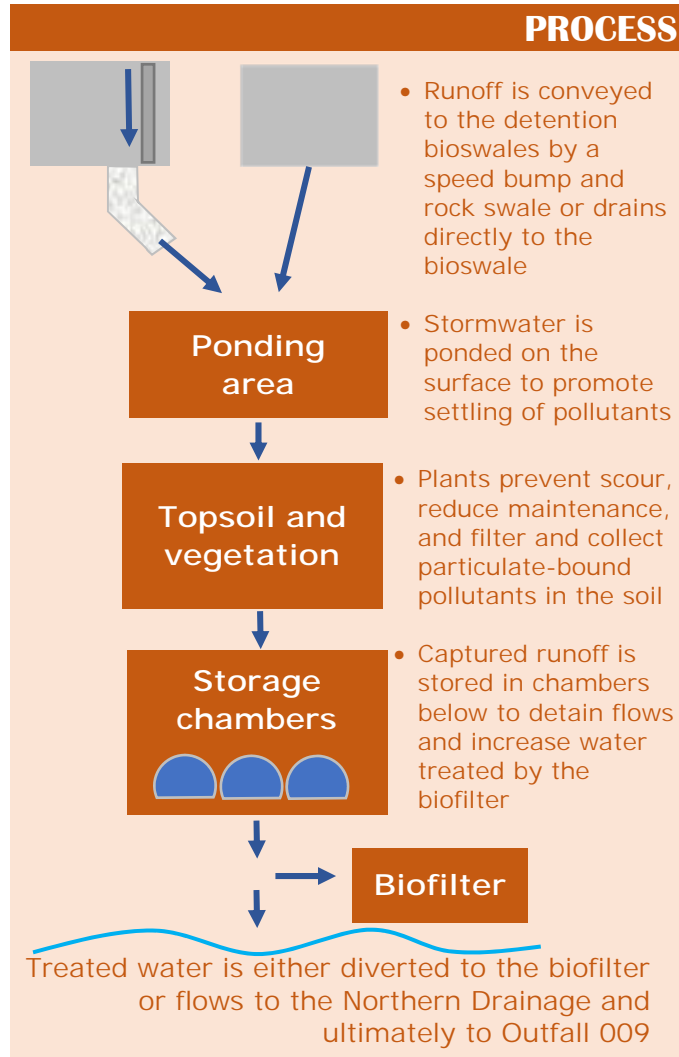 PROCESS
• Runoff is conveyed
to the detention
bioswales by a
speed bump and
rock swale or drains
directly to the
bioswale
Ponding
area
• Stormwater is
ponded on the
surface to promote
settling of pollutants
Topsoil and
vegetation
• Plants prevent scour,
reduce maintenance,
and filter and collect
particulate-bound
pollutants in the soil
Storage
chambers
• Captured runoff is
stored in chambers
below to detain flows
and increase water
treated by the
biofilter
Biofilter
Treated water is either diverted to the biofilter
or flows to the Northern Drainage and
ultimately to Outfall 009